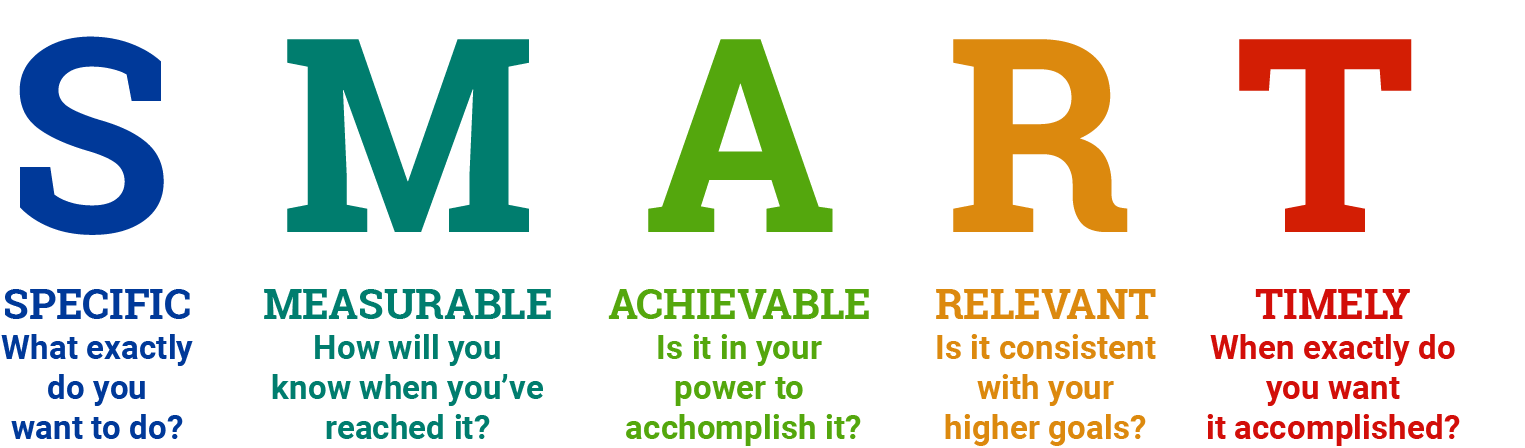 S M A R T
SPECIFIC
What exactly
do you
want to do?
MEASURABLE
How will you
know when you’ve
reached it?
ACHIEVABLE
Is it in your
power to
acchomplish it?
RELEVANT
Is it consistent
with your
higher goals?
TIMELY
When exactly do
you want
it accomplished?